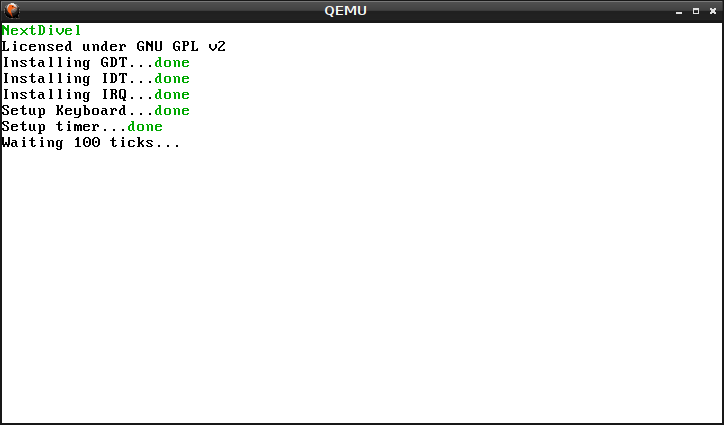 QEMU
NextDivel
Licensed under GNU GPL v2
Installing GDT...done
Installing IDT...done
Installing IRQ...done
Setup Keyboard...done
Setup timer...done
Waiting 100 ticks...